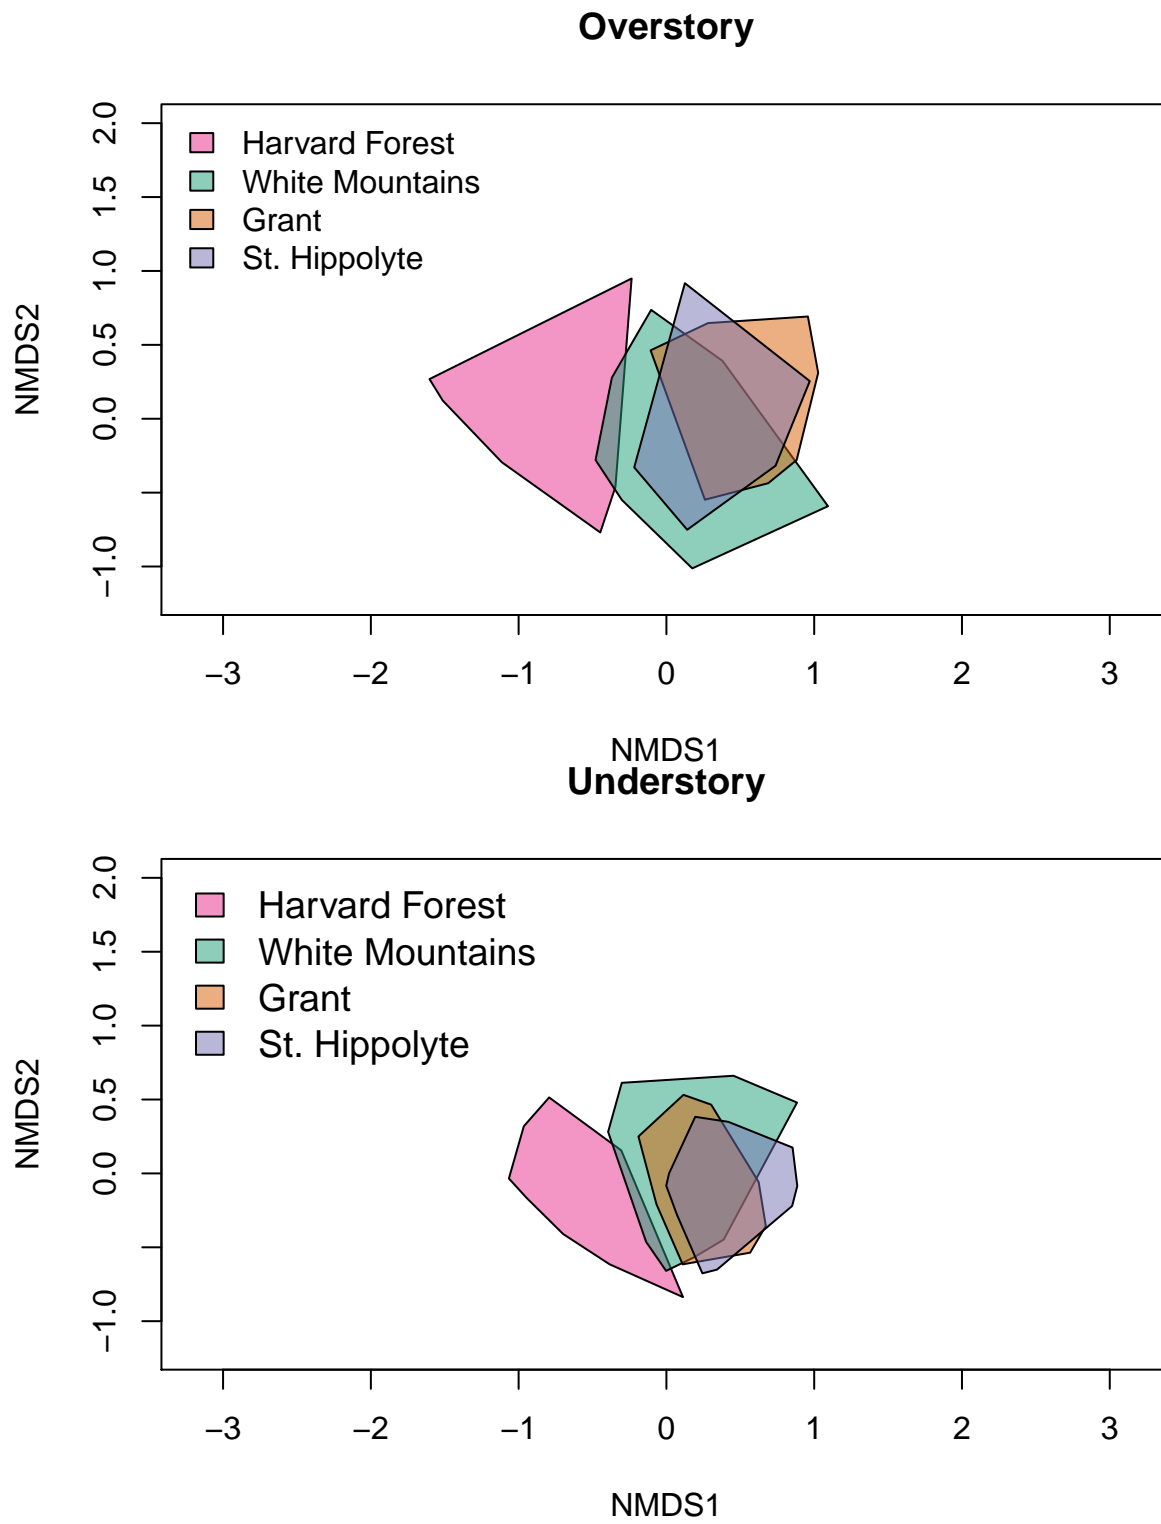 Overstory
2.0
1.5
1.0
0.5
0.0
−1.0
NMDS2
Harvard Forest
White Mountains
Grant
St. Hippolyte
−3 −2 −1 0 1 2 3
NMDS1
Understory
2.0
1.5
1.0
0.5
0.0
−1.0
NMDS2
Harvard Forest
White Mountains
Grant
St. Hippolyte
−3 −2 −1 0 1 2 3
NMDS1